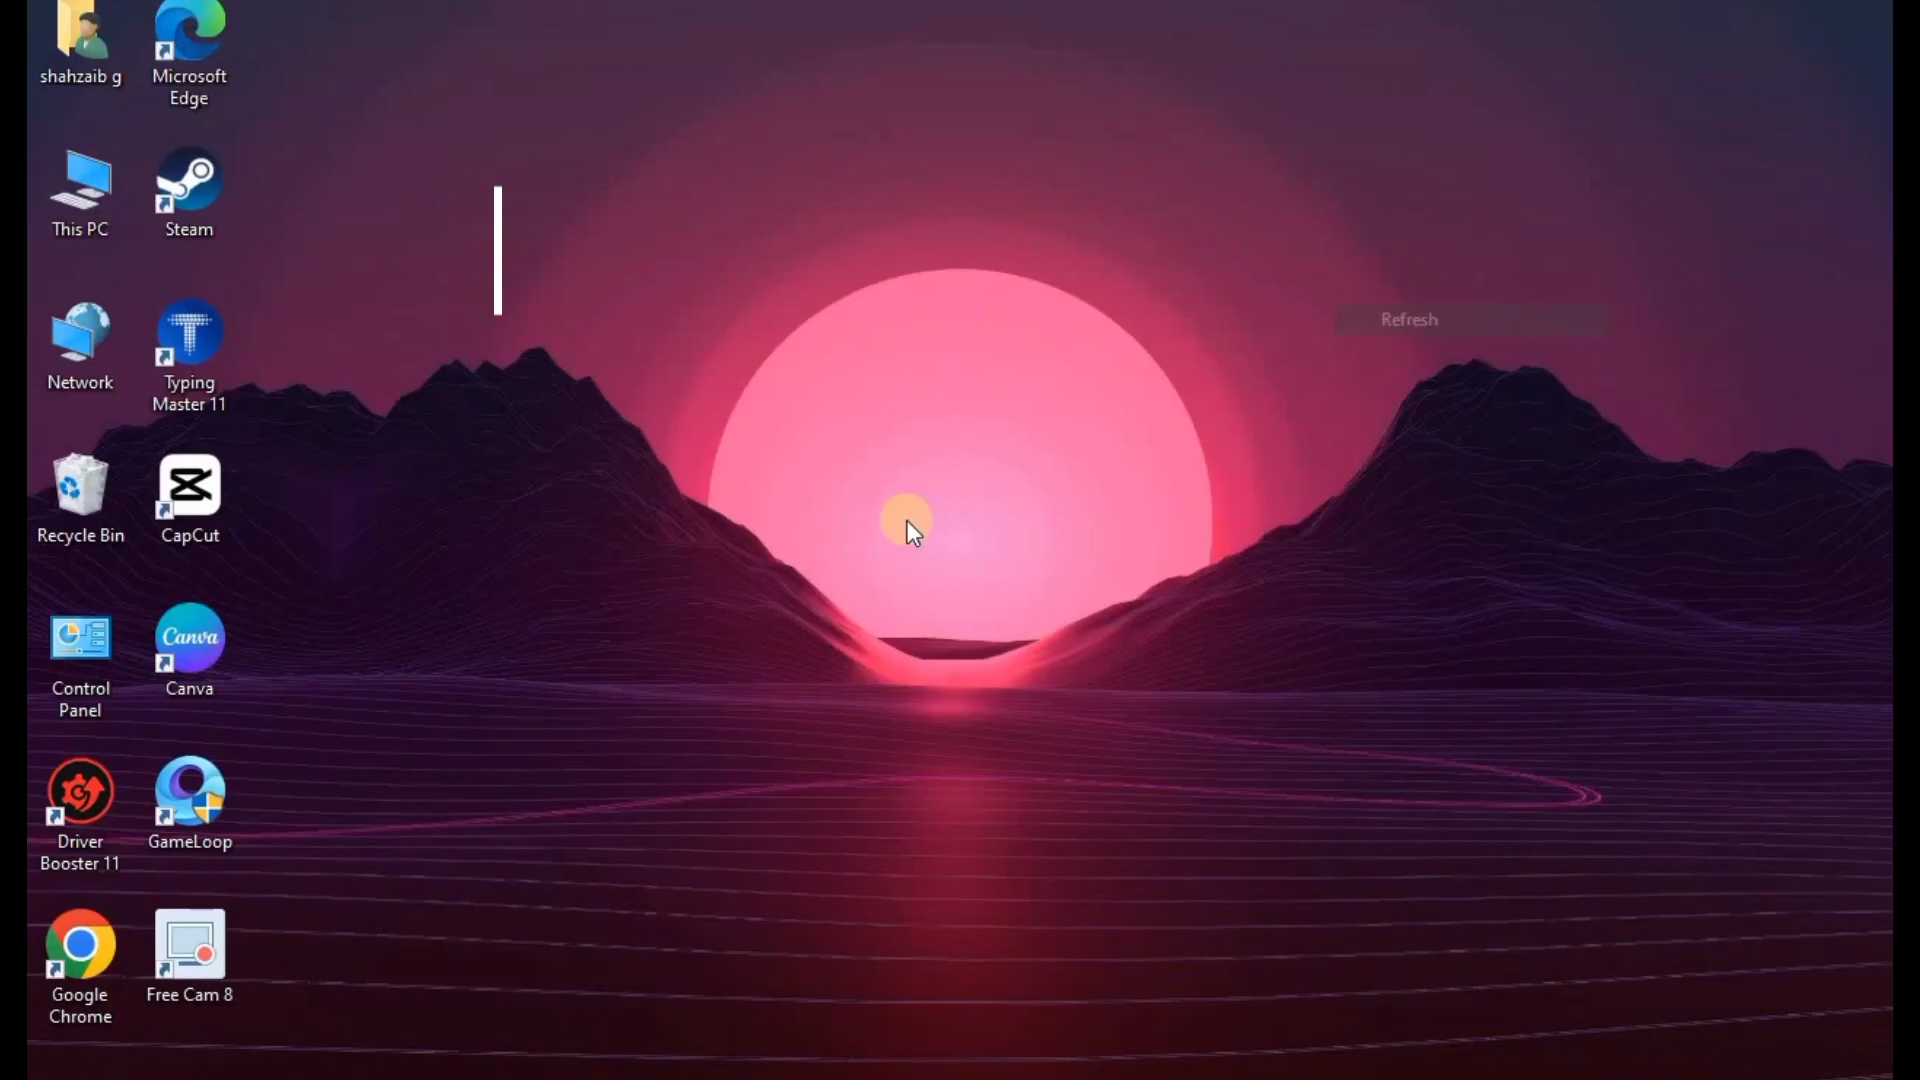 shahzaib g
Microsoft
Edge
This PC
Steam
Refresh
Network
Typing
Master 11
Recycle Bin
CapCut
Control
Panel
Canva
Canva
Driver
Booster 11
GameLoop
Google
Chrome
Free Cam 8